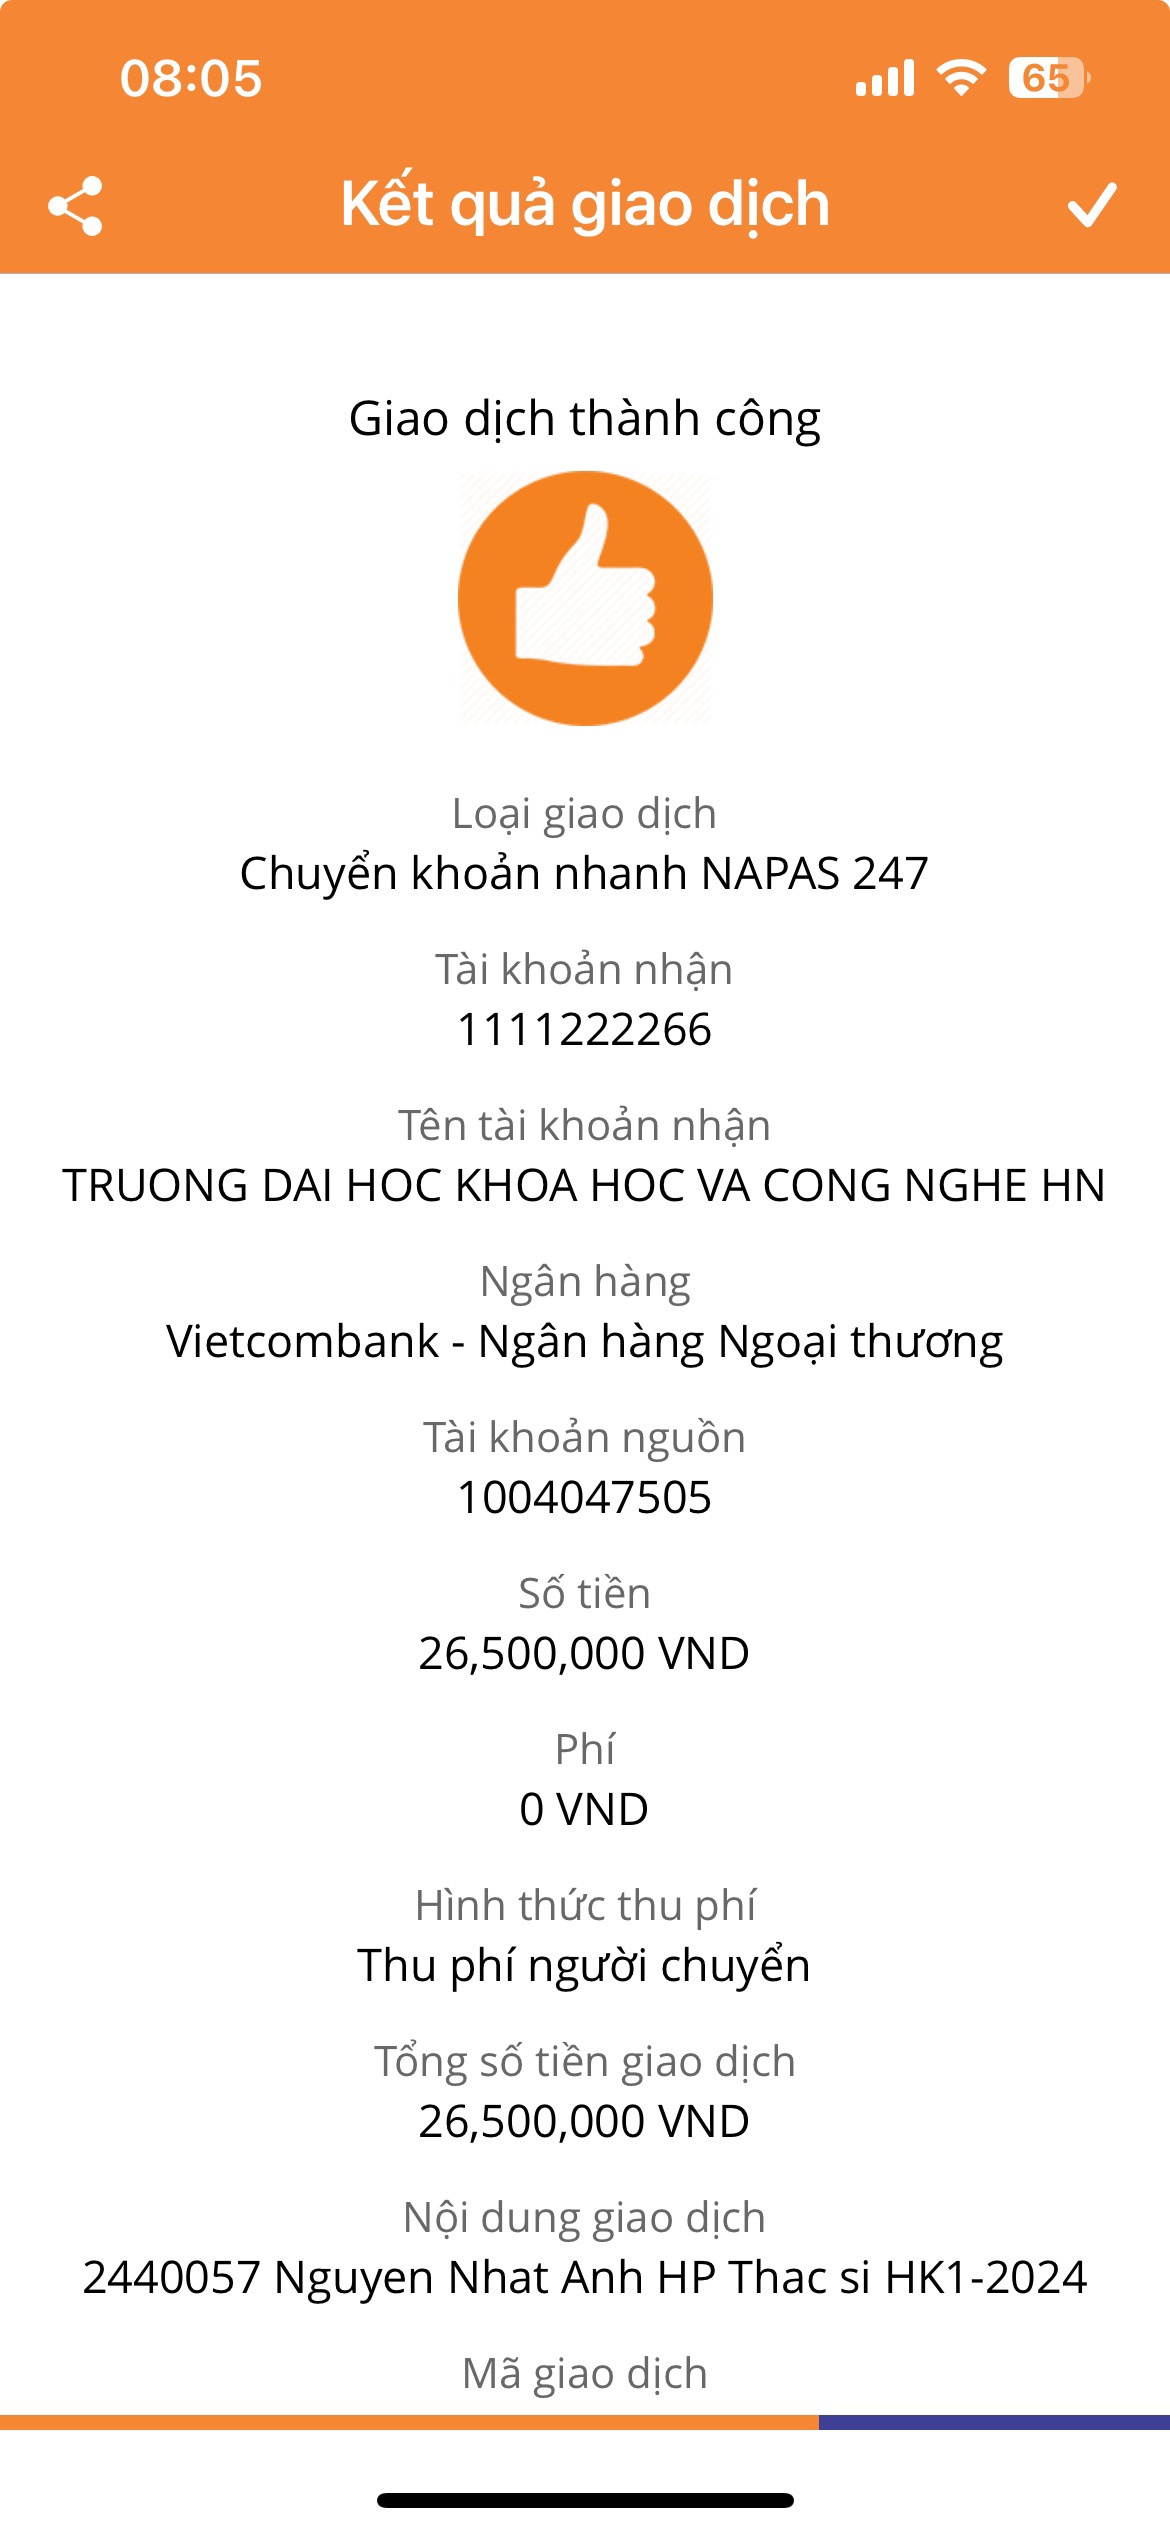 08:05
65
Kết quả giao dịch
Giao dịch thành công
Loại giao dịch
Chuyển khoản nhanh NAPAS 247
Tài khoản nhận
1111222266
Tên tài khoản nhận
TRUONG DAI HOC KHOA HOC VA CONG NGHE HN
Ngân hàng
Vietcombank - Ngân hàng Ngoại thương
Tài khoản nguồn
1004047505
Số tiền
26,500,000 VND
Phí
0 VND
Hình thức thu phí
Thu phí người chuyển
Tổng số tiền giao dịch
26,500,000 VND
Nội dung giao dịch
2440057 Nguyen Nhat Anh HP Thac si HK1-2024
Mã giao dịch